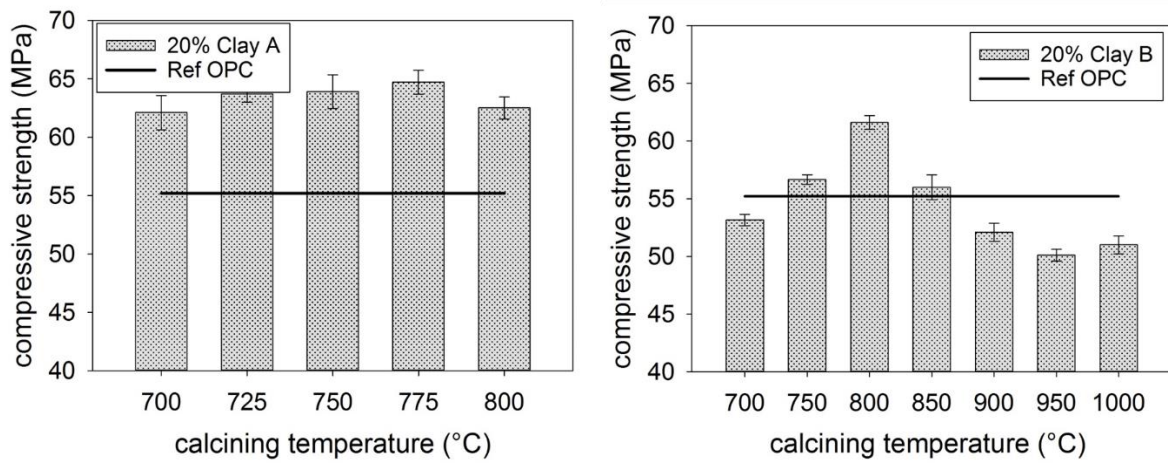 compressive strength (MPa)
70
65
60
55
50
45
40
20% Clay A
Ref OPC
700 725 750 775 800
calcining temperature (°C)
compressive strength (MPa)
70
65
60
55
50
45
40
20% Clay B
Ref OPC
700 750 800 850 900 950 1000
calcining temperature (°C)